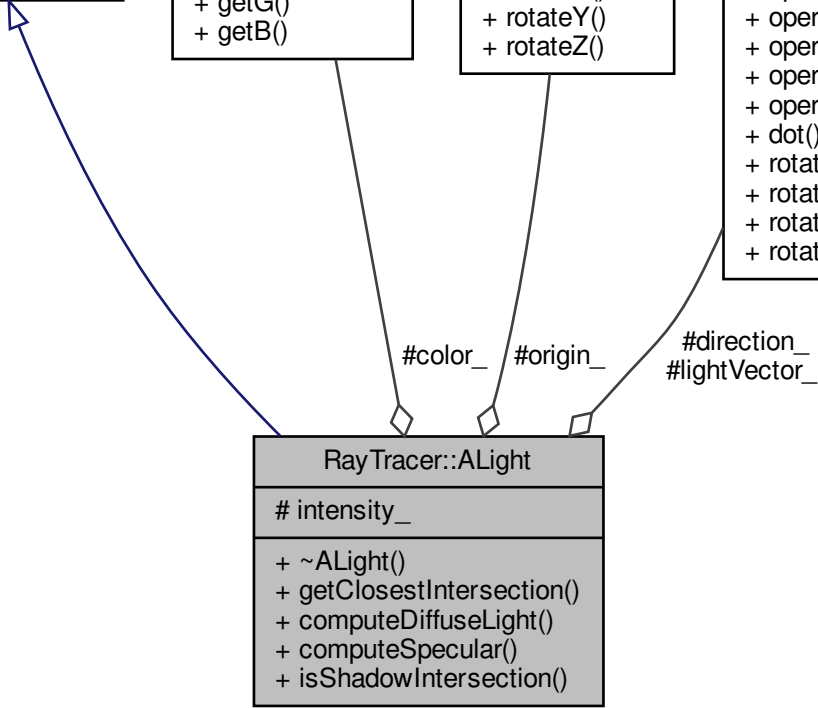 + getG()
+ getB()
+ rotateY()
+ rotateZ()
+ dot()
#color_
#origin_
#direction_
#lightVector_
RayTracer::ALight
# intensity_
+ ~ALight()
+ getClosestIntersection()
+ computeDiffuseLight()
+ computeSpecular()
+ isShadowIntersection()